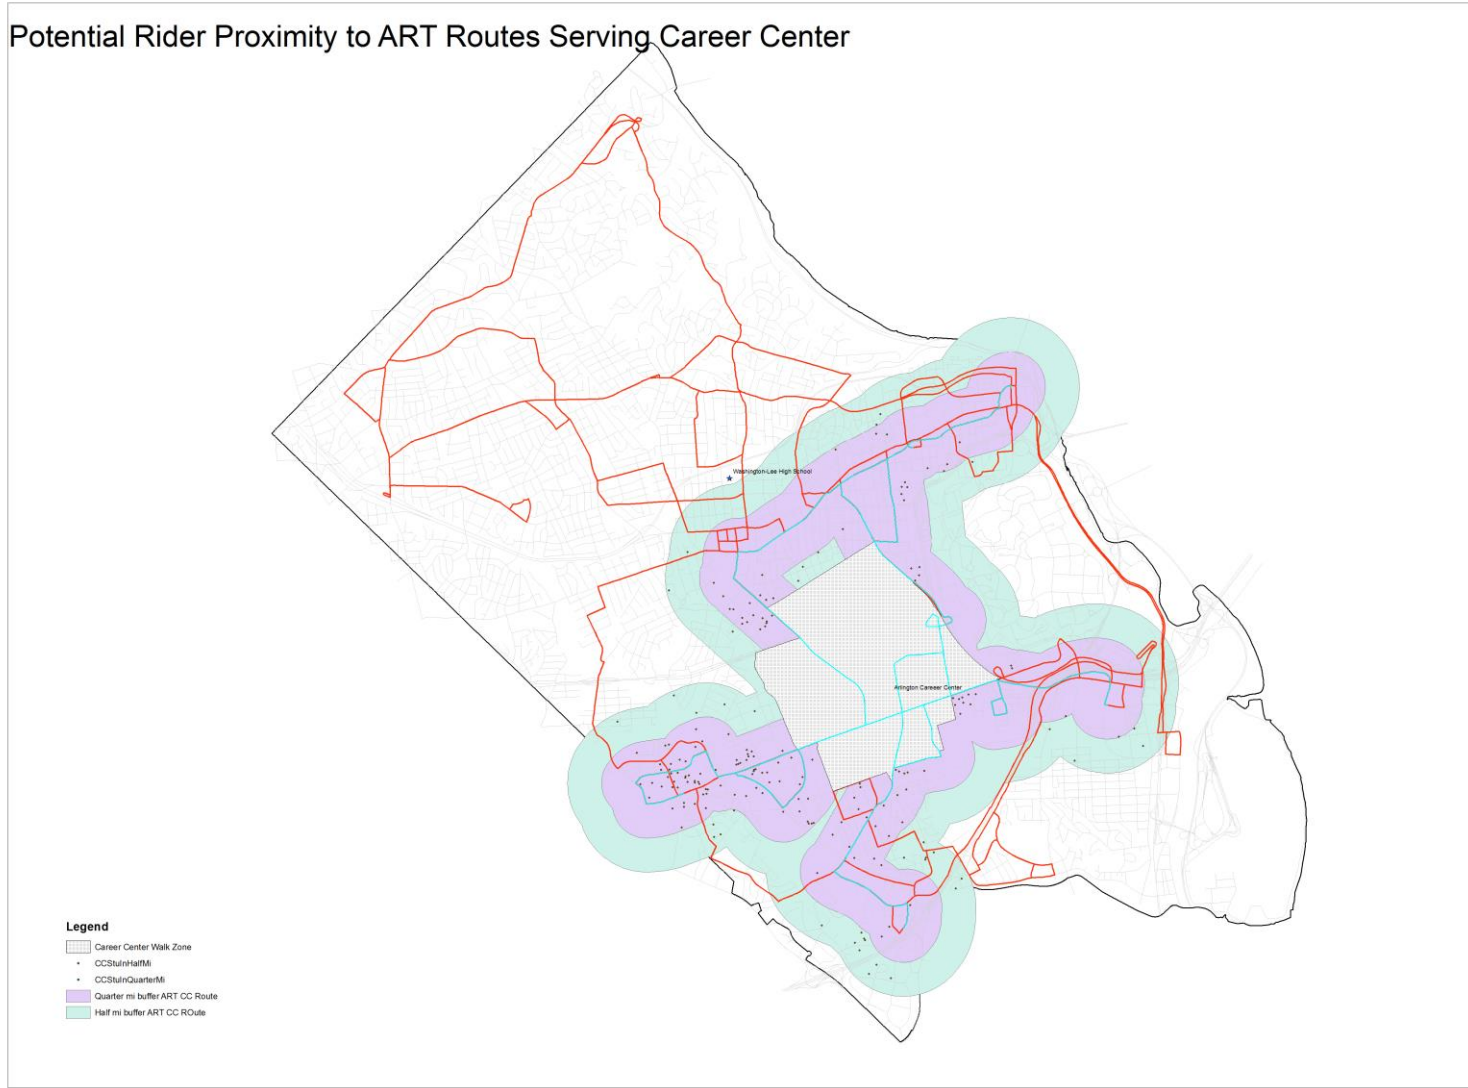 Potential Rider Proximity to ART Routes Serving Career Center
Washington-Lee High School
Arlington Career Center
Legend
Career Center Walk Zone
CCStuInHalfMi
CCStuInQuarterMi
Quarter mi buffer ART CC Route
Half mi buffer ART CC ROute